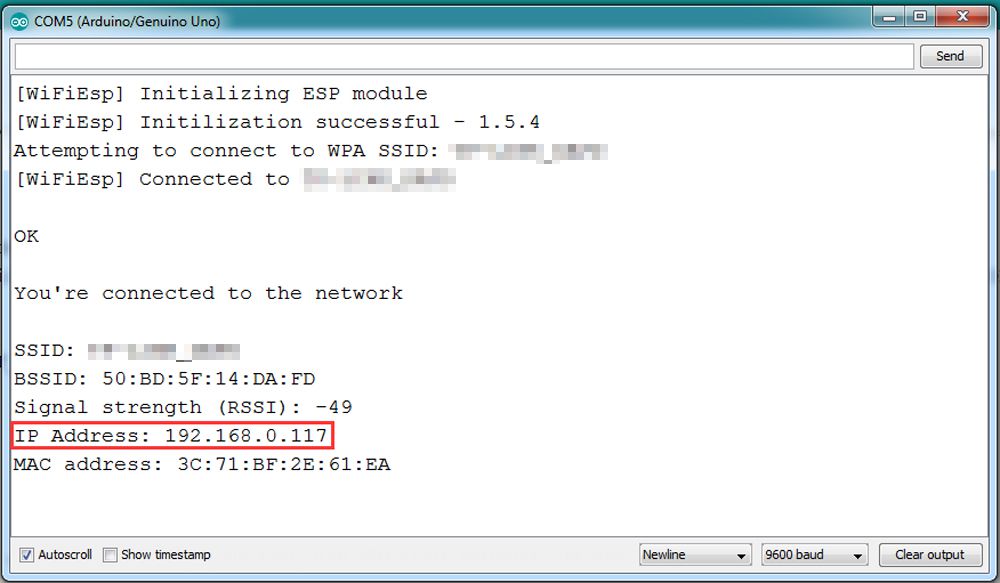 COM5 (Arduino/Genuino Uno)
Send
[WiFiEsp] Initializing ESP module
[WiFiEsp] Initilization successful - 1.5.4
Attempting to connect to WPA SSID:
[WiFiEsp] Connected to
OK
You're connected to the network
SSID:
BSSID: 50:BD:5F:14:DA:FD
Signal strength (RSSI): -49
IP Address: 192.168.0.117
MAC address: 3C:71:BF:2E:61:EA
Autoscroll Show timestamp Newline 9600 baud Clear output